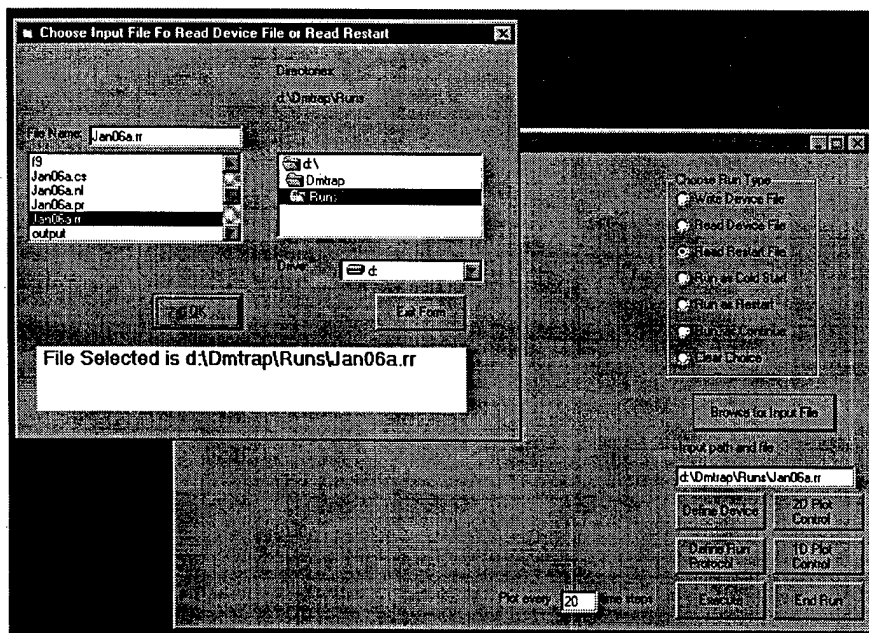 Choose Input File Fo Read Device File or Read Restart
Directories:
d:\Dmtrap\Runs
File Name:
Jan06a.rr
f9
Jan06a.cs
Jan06a.nl
Jan06a.pr
Jan06a.rr
output
d:\
Dmtrap
Runs
Drive:
d:
OK
Exit Form
File Selected is d:\Dmtrap\Runs\Jan06a.rr
Choose Run Type
Write Device File
Read Device File
Read Restart File
Run as Cold Start
Run as Restart
Run as Continue
Clear Choice
Browse for Input File
Input path and file
d:\Dmtrap\Runs\Jan06a.rr
Define Device
2D Plot Control
Define Run Protocol
1D Plot Control
Plot every 20 time steps
Execute
End Run